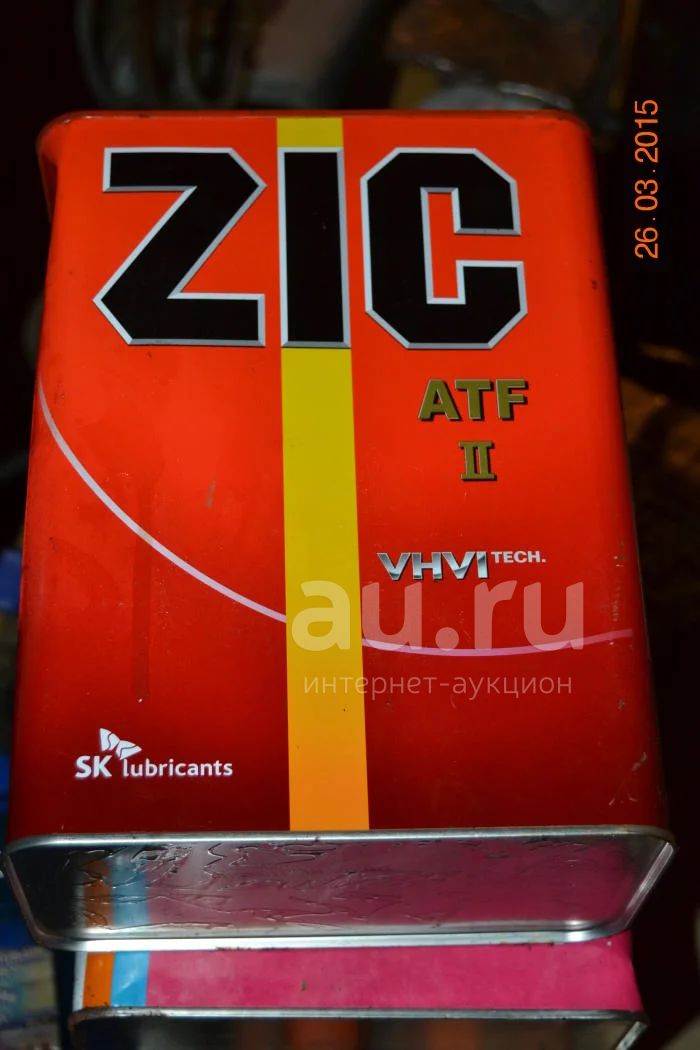 26.03.2015
ZIC
ATF
II
VHVI TECH.
au.ru
интернет-аукцион
SK lubricants